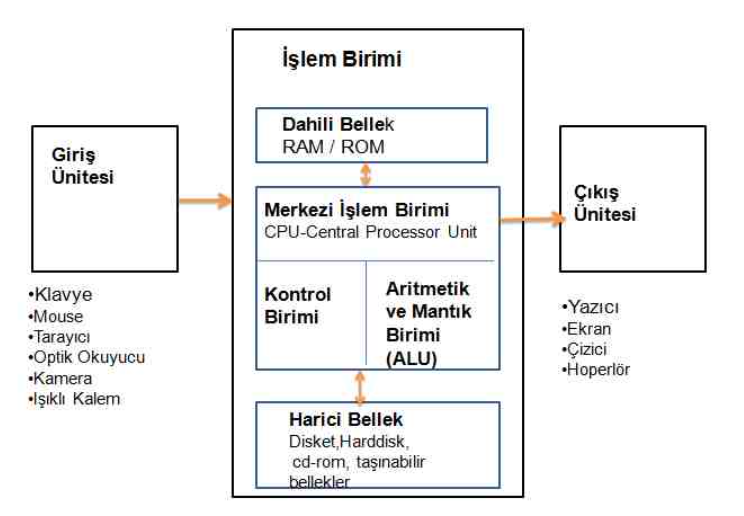 İşlem Birimi
Giriş
Ünitesi
•Klavye
•Mouse
•Tarayıcı
•Optik Okuyucu
•Kamera
•Işıklı Kalem
Dahili Bellek
RAM / ROM
Merkezi İşlem Birimi
CPU-Central Processor Unit
Kontrol
Birimi
Aritmetik
ve Mantık
Birimi
(ALU)
Harici Bellek
Disket,Harddisk,
cd-rom, taşınabilir
bellekler
Çıkış
Ünitesi
•Yazıcı
•Ekran
•Çizici
•Hoperlör